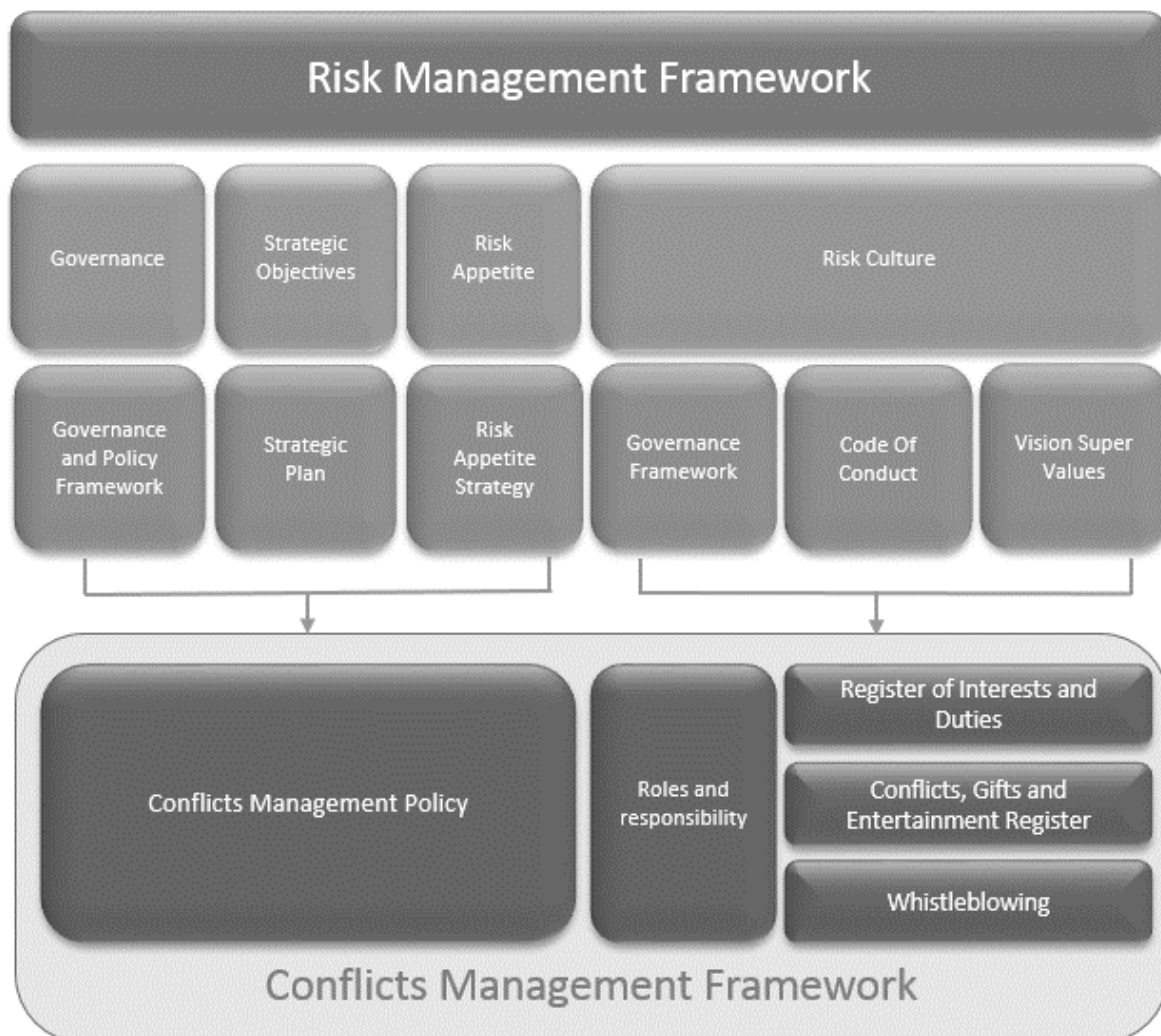 Risk Management Framework
Governance
Strategic
Objectives
Risk
Appetite
Risk Culture
Governance
and Policy
Framework
Strategic
Plan
Risk
Appetite
Strategy
Governance
Framework
Code Of
Conduct
Vision Super
Values
Conflicts Management Policy
Roles and
responsibility
Register of Interests and
Duties
Conflicts, Gifts and
Entertainment Register
Whistleblowing
Conflicts Management Framework